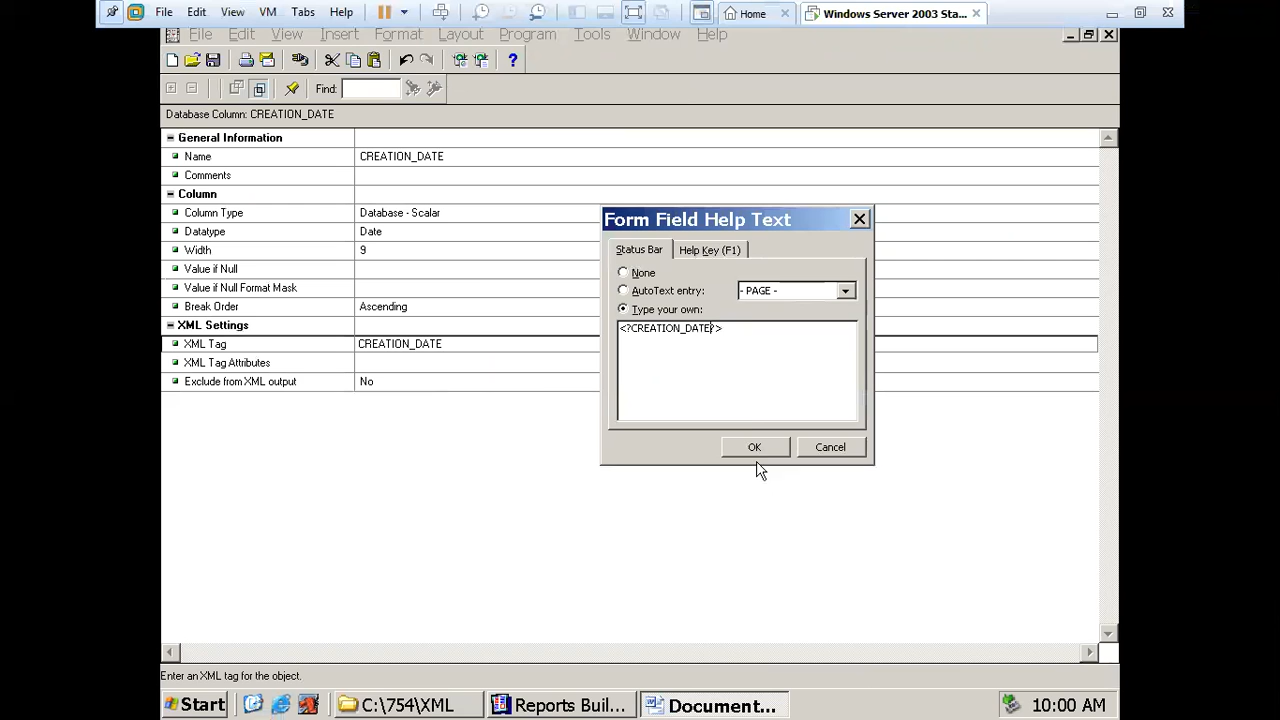 File Edit View VM Tabs Help Home Windows Server 2003 Sta...
File Edit View Insert Format Layout Program Tools Window Help
Find:
Database Column: CREATION_DATE
General Information
Name CREATION_DATE
Comments
Column
Column Type Database - Scalar
Datatype Date
Width 9
Value if Null
Value if Null Format Mask
Break Order Ascending
XML Settings
XML Tag CREATION_DATE
XML Tag Attributes
Exclude from XML output No
Form Field Help Text
Status Bar Help Key (F1)
None
AutoText entry: - PAGE -
Type your own:
<?CREATION_DATE?>
OK Cancel
Enter an XML tag for the object.
Start C:\754\XML Reports Buil... Document... 10:00 AM